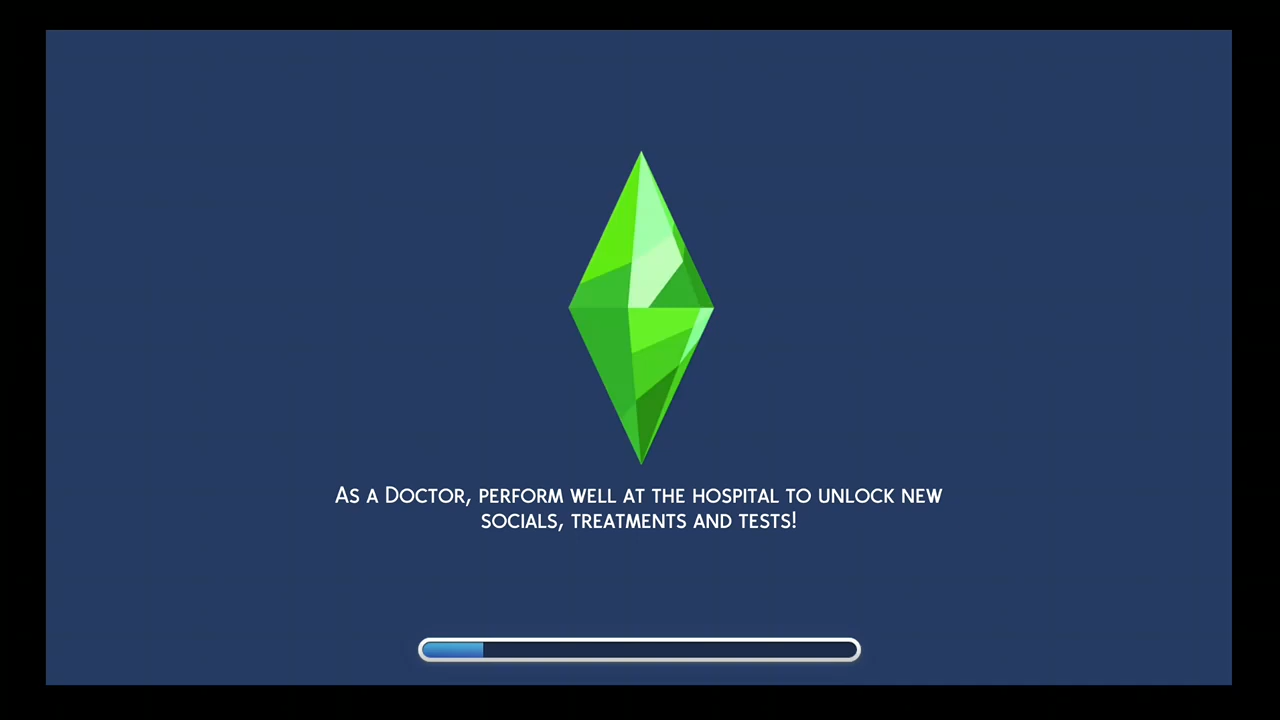 As a Doctor, perform well at the hospital to unlock new
socials, treatments and tests!